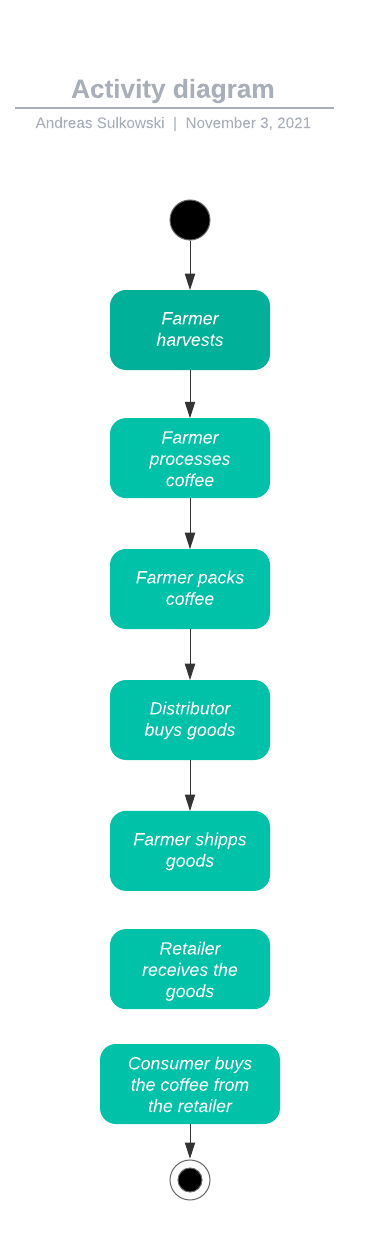 Activity diagram
Andreas Sulkowski | November 3, 2021
Farmer
harvests
Farmer
processes
coffee
Farmer packs
coffee
Distributor
buys goods
Farmer shipps
goods
Retailer
receives the
goods
Consumer buys
the coffee from
the retailer